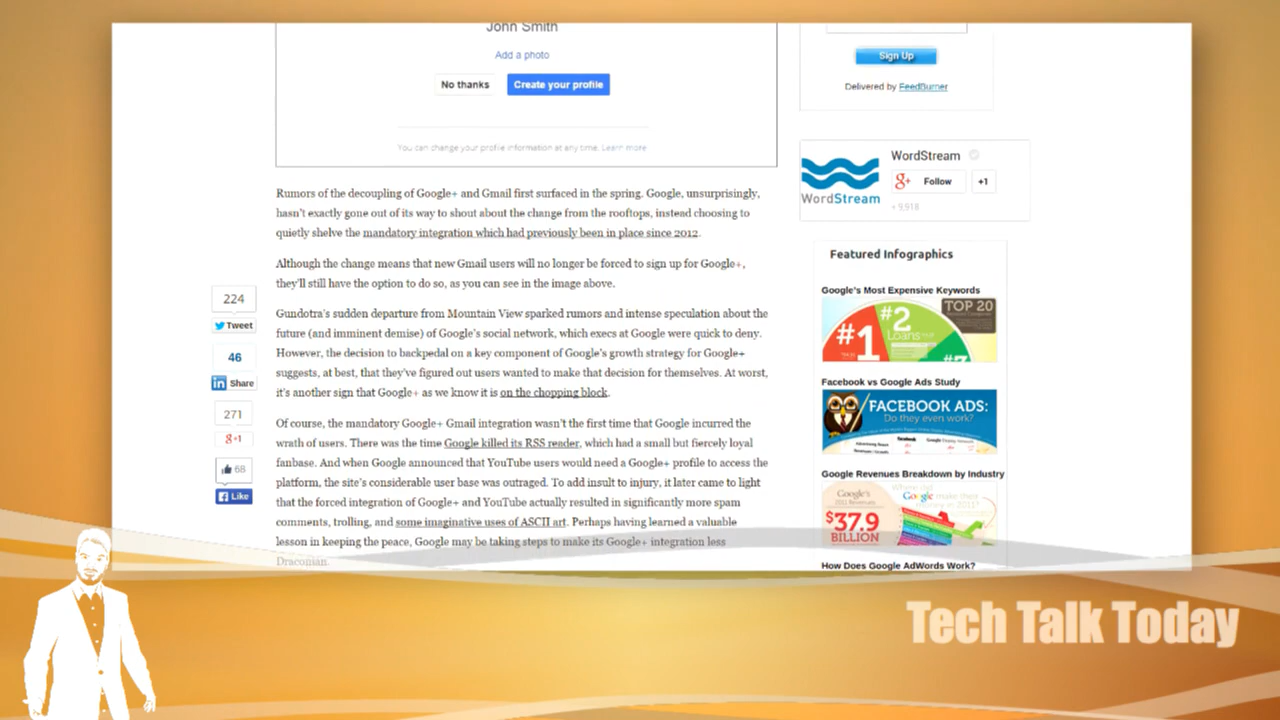 John Smith
Add a photo
No thanks
Create your profile
You can change your profile information at any time. Learn more
Rumors of the decoupling of Google+ and Gmail first surfaced in the spring. Google, unsurprisingly,
hasn't exactly gone out of its way to shout about the change from the rooftops, instead choosing to
quietly shelve the mandatory integration which had previously been in place since 2012.
Although the change means that new Gmail users will no longer be forced to sign up for Google+,
they'll still have the option to do so, as you can see in the image above.
Gundotra's sudden departure from Mountain View sparked rumors and intense speculation about the
future (and imminent demise) of Google's social network, which execs at Google were quick to deny.
However, the decision to backpedal on a key component of Google's growth strategy for Google+
suggests, at best, that they've figured out users wanted to make that decision for themselves. At worst,
it's another sign that Google+ as we know it is on the chopping block.
Of course, the mandatory Google+ Gmail integration wasn't the first time that Google incurred the
wrath of users. There was the time Google killed its RSS reader, which had a small but fiercely loyal
fanbase. And when Google announced that YouTube users would need a Google+ profile to access the
platform, the site's considerable user base was outraged. To add insult to injury, it later came to light
that the forced integration of Google+ and YouTube actually resulted in significantly more spam
comments, trolling, and some imaginative uses of ASCII art. Perhaps having learned a valuable
lesson in keeping the peace, Google may be taking steps to make its Google+ integration less
Draconian.
224
Tweet
46
in Share
271
g+1
68
Like
Sign Up
Delivered by FeedBurner
WordStream
WordStream
g+ Follow
+1
+ 9,918
Featured Infographics
Google's Most Expensive Keywords
#1
#2
Loans
TOP 20
Facebook vs Google Ads Study
FACEBOOK ADS:
Do they even work?
Google Revenues Breakdown by Industry
Google's
2011 Revenues
$37.9
BILLION
Where did
Google make their
money in 2011?
How Does Google AdWords Work?
Tech Talk Today